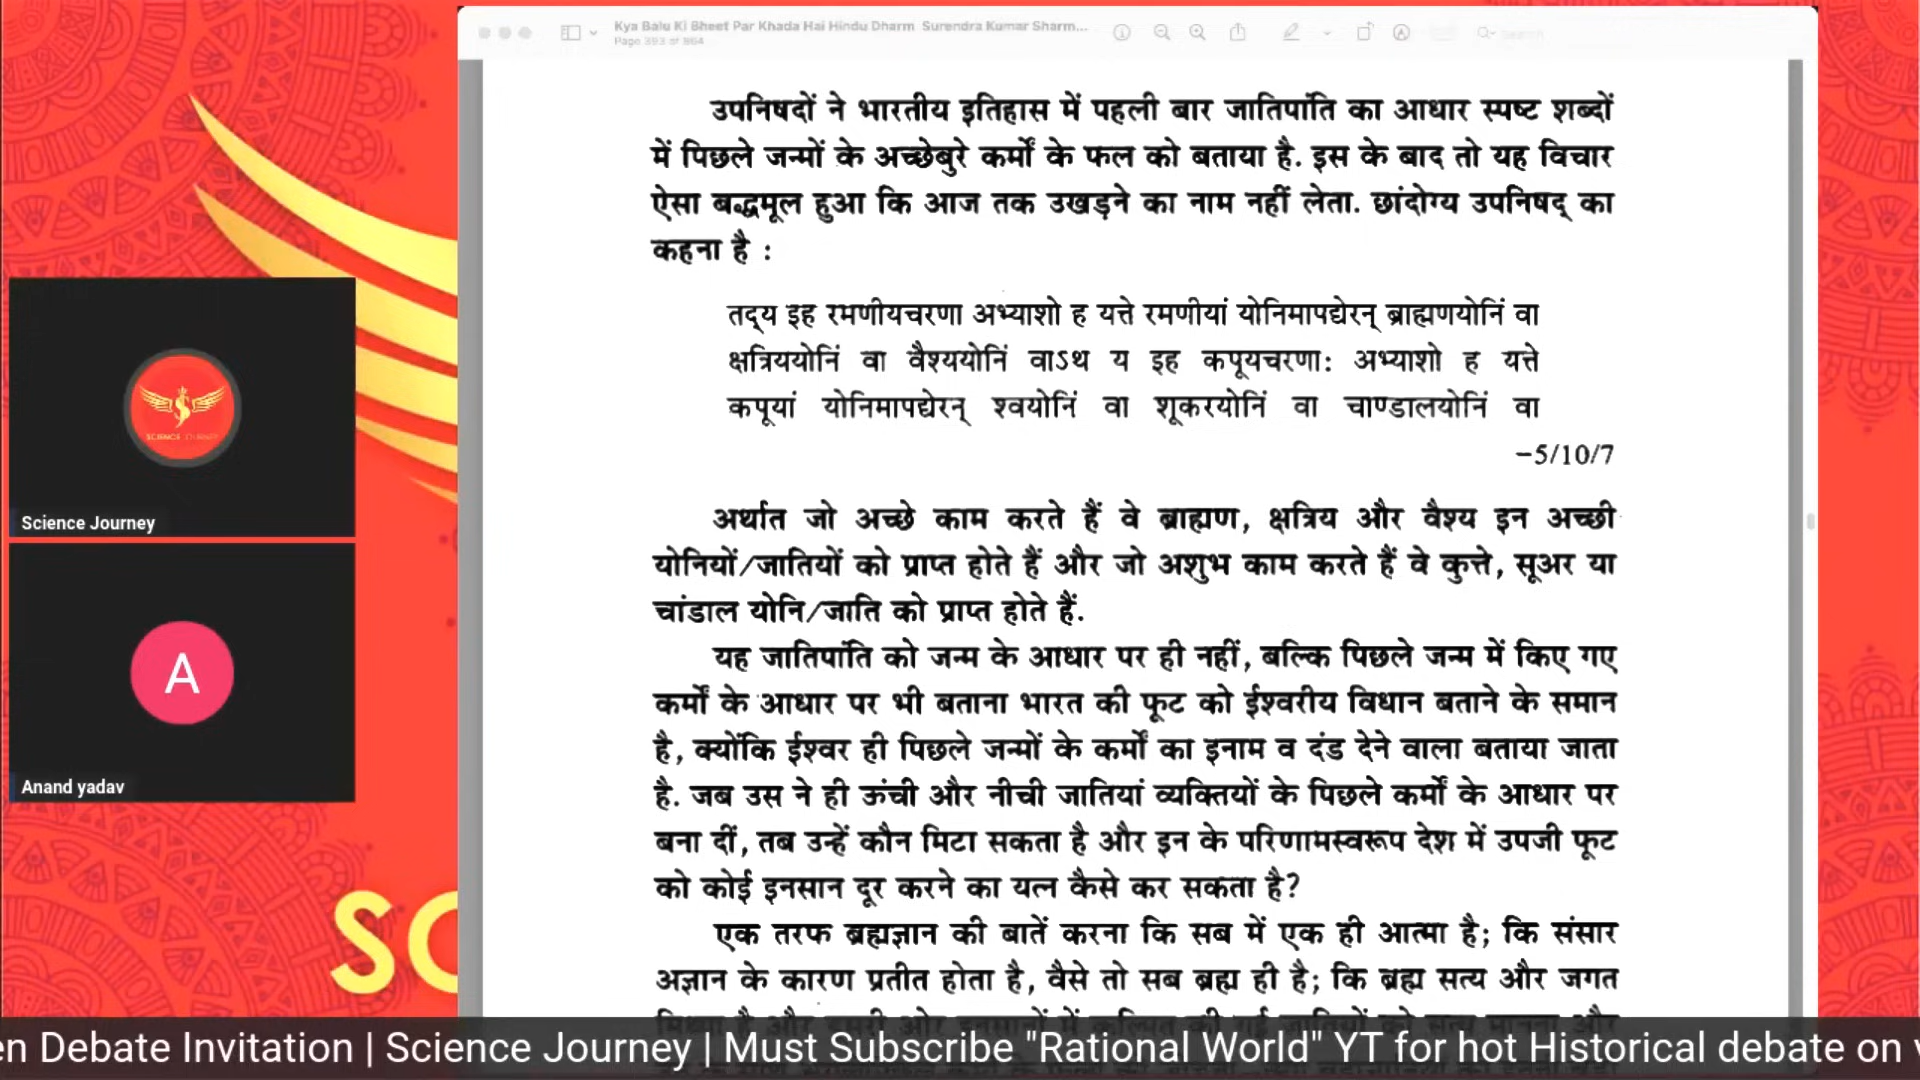 Kya Balu Ki Bheet Par Khada Hai Hindu Dharm Surendra Kumar Sharm...
Page 393 of 864
Search
उपनिषदों ने भारतीय इतिहास में पहली बार जातिपांति का आधार स्पष्ट शब्दों
में पिछले जन्मों के अच्छेबुरे कर्मों के फल को बताया है. इस के बाद तो यह विचार
ऐसा बद्धमूल हुआ कि आज तक उखड़ने का नाम नहीं लेता. छांदोग्य उपनिषद् का
कहना है :
तद्य इह रमणीयचरणा अभ्याशो ह यत्ते रमणीयां योनिमापद्येरन् ब्राह्मणयोनिं वा
क्षत्रिययोनिं वा वैश्ययोनिं वाऽथ य इह कपूयचरणा: अभ्याशो ह यत्ते
कपूयां योनिमापद्येरन् श्वयोनिं वा शूकरयोनिं वा चाण्डालयोनिं वा
–5/10/7
अर्थात जो अच्छे काम करते हैं वे ब्राह्मण, क्षत्रिय और वैश्य इन अच्छी
योनियों/जातियों को प्राप्त होते हैं और जो अशुभ काम करते हैं वे कुत्ते, सूअर या
चांडाल योनि/जाति को प्राप्त होते हैं.
यह जातिपांति को जन्म के आधार पर ही नहीं, बल्कि पिछले जन्म में किए गए
कर्मों के आधार पर भी बताना भारत की फूट को ईश्वरीय विधान बताने के समान
है, क्योंकि ईश्वर ही पिछले जन्मों के कर्मों का इनाम व दंड देने वाला बताया जाता
है. जब उस ने ही ऊंची और नीची जातियां व्यक्तियों के पिछले कर्मों के आधार पर
बना दीं, तब उन्हें कौन मिटा सकता है और इन के परिणामस्वरूप देश में उपजी फूट
को कोई इनसान दूर करने का यत्न कैसे कर सकता है?
एक तरफ ब्रह्मज्ञान की बातें करना कि सब में एक ही आत्मा है; कि संसार
अज्ञान के कारण प्रतीत होता है, वैसे तो सब ब्रह्म ही है; कि ब्रह्म सत्य और जगत
SCIENCE JOURNEY
Science Journey
A
Anand yadav
SC
en Debate Invitation | Science Journey | Must Subscribe "Rational World" YT for hot Historical debate on v